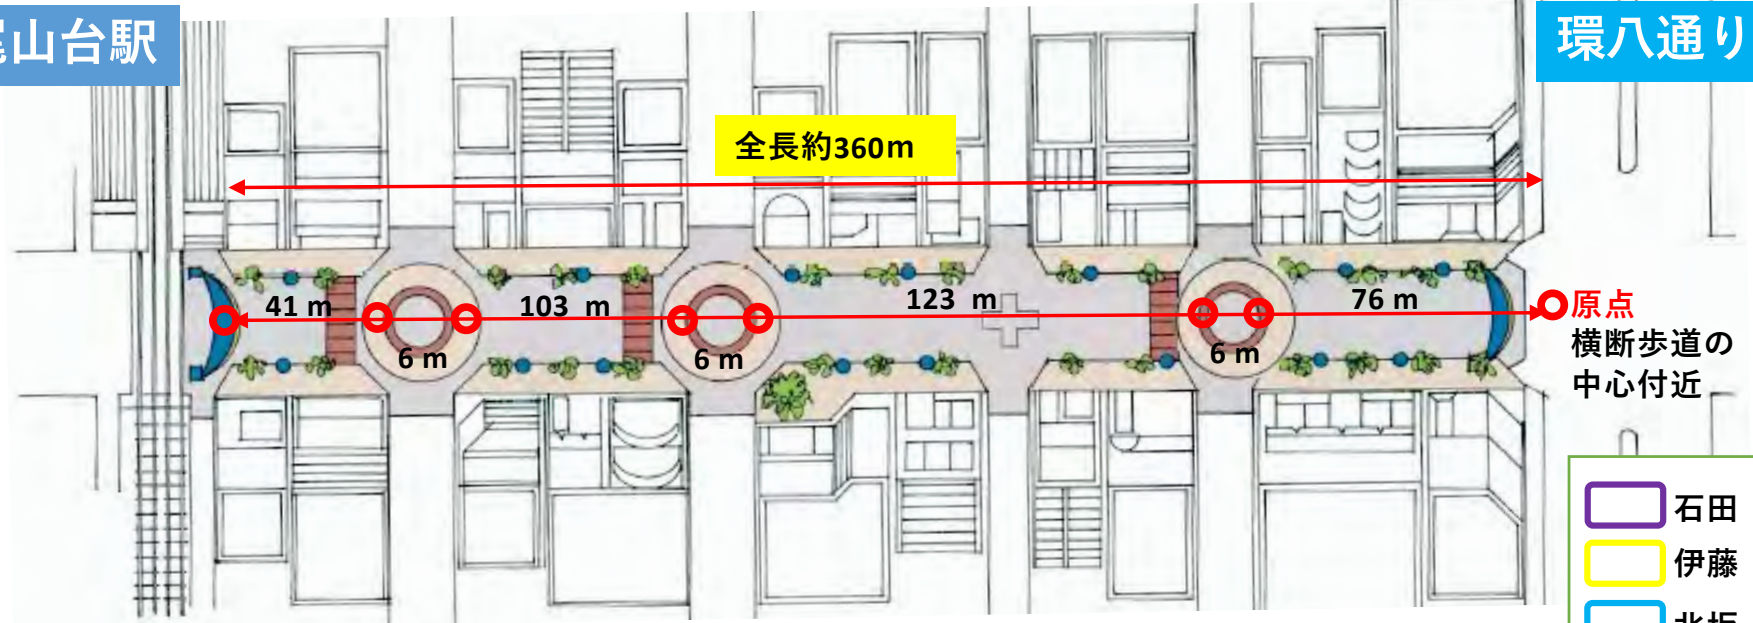 尾山台駅
環八通り
全長約360m
41 m
103 m
123 m
76 m
6 m
6 m
6 m
原点
横断歩道の
中心付近
石田
伊藤